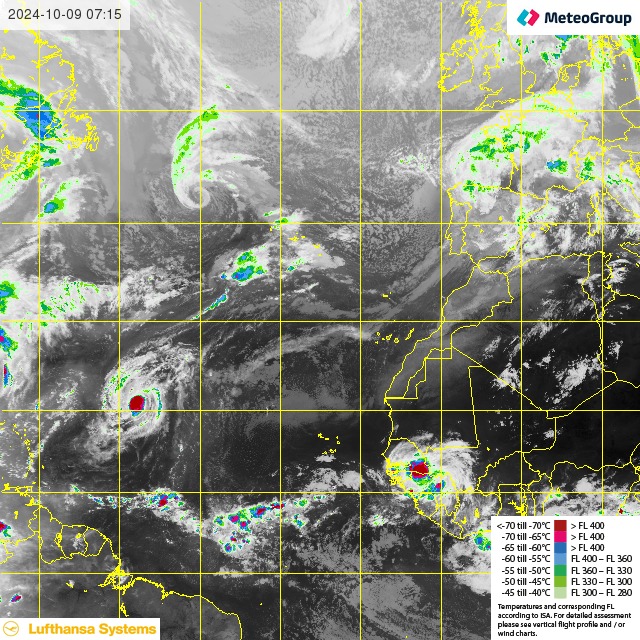 2024-10-09 07:15
MeteoGroup
<-70 till -70°C > FL 400
-70 till -65°C > FL 400
-65 till -60°C > FL 400
-60 till -55°C FL 400 – FL 360
-55 till -50°C FL 360 – FL 330
-50 till -45°C FL 330 – FL 300
-45 till -40°C FL 300 – FL 280
Temperatures and corresponding FL
according to ISA. For detailed assessment
please see vertical flight profile and / or
wind charts.
Lufthansa Systems